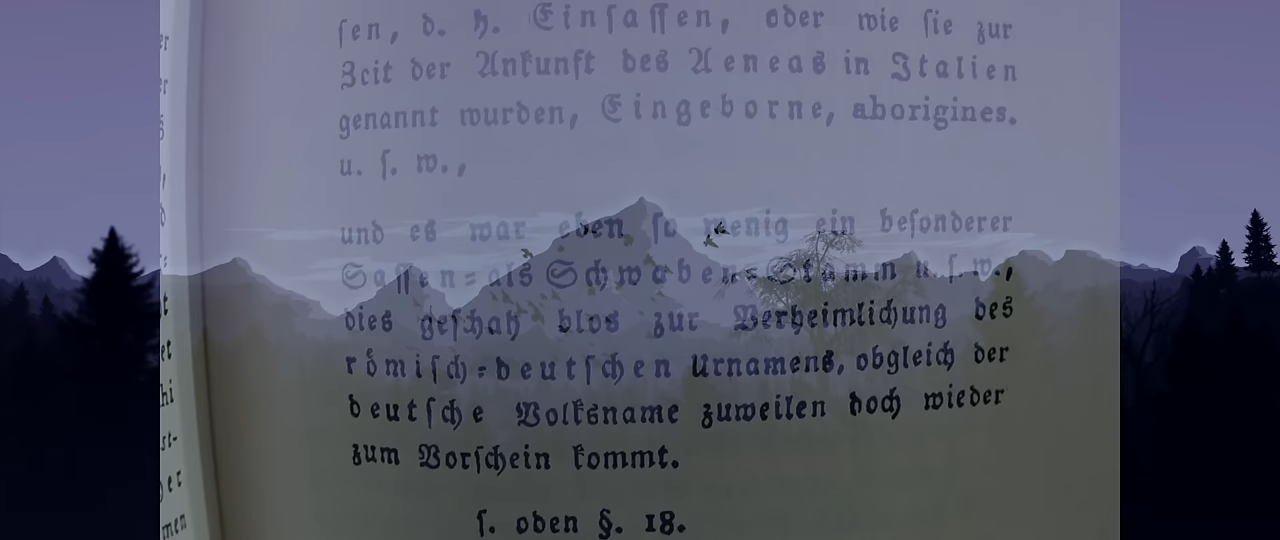 ſen, d. h. Einſaſſen, oder wie ſie zur
Zeit der Ankunft des Aeneas in Italien
genannt wurden, Eingeborne, aborigines.
u. ſ. w.,
und es war eben ſo wenig ein beſonderer
Saſſen=als Schwaben=Stamm u.ſ.w.,
dies geſchah blos zur Verheimlichung des
roͤmiſch=deutſchen Urnamens, obgleich der
deutſche Volksname zuweilen doch wieder
zum Vorſchein kommt.
ſ. oben §. 18.